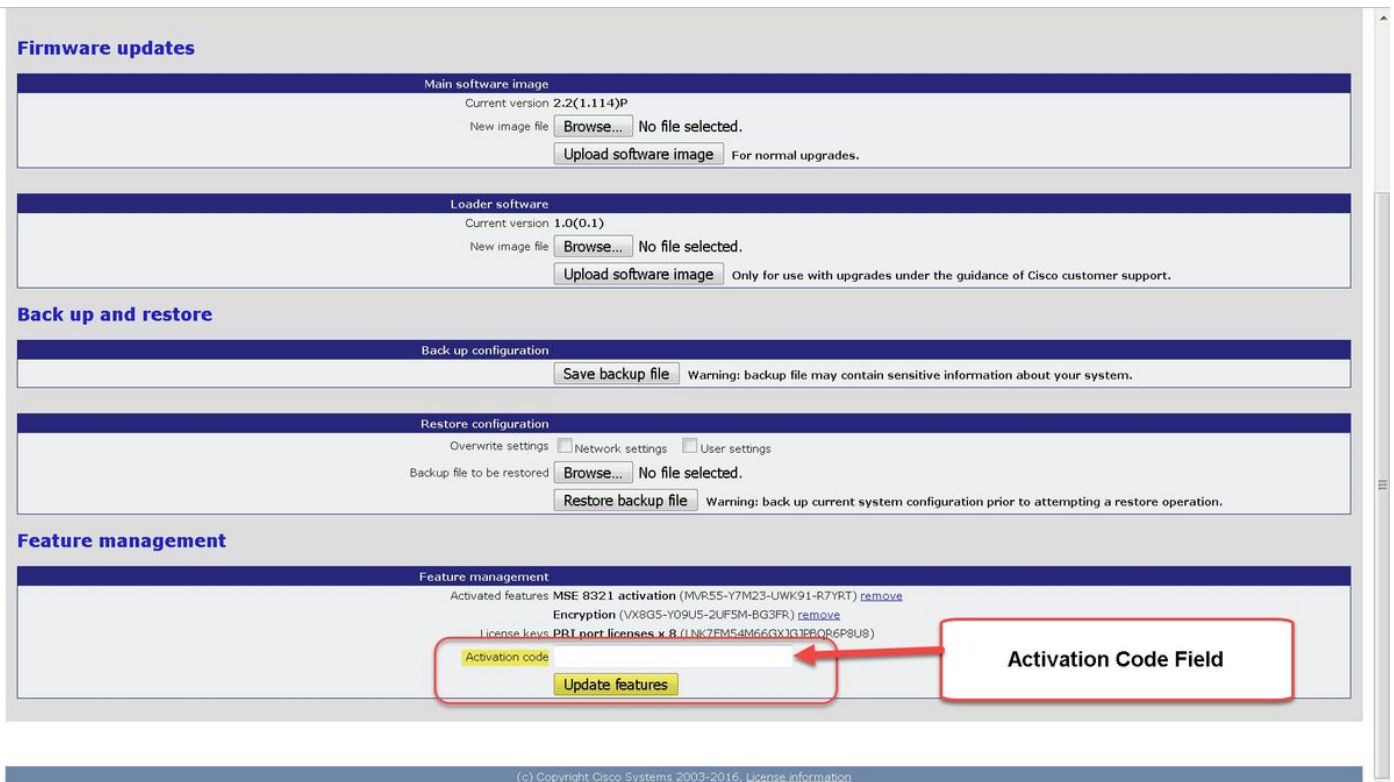 Firmware updates
Main software image
Current version 2.2(1.114)P
New image file Browse... No file selected.
Upload software image For normal upgrades.
Loader software
Current version 1.0(0.1)
New image file Browse... No file selected.
Upload software image Only for use with upgrades under the guidance of Cisco customer support.
Back up and restore
Back up configuration
Save backup file Warning: backup file may contain sensitive information about your system.
Restore configuration
Overwrite settings Network settings User settings
Backup file to be restored Browse... No file selected.
Restore backup file Warning: back up current system configuration prior to attempting a restore operation.
Feature management
Feature management
Activated features MSE 8321 activation (MVR55-Y7M23-UWK91-R7YRT) remove
Encryption (VX8G5-Y09U5-2UF5M-BG3FR) remove
License keys PRI port licenses x 8
Activation code
Activation Code Field
Update features
(c) Copyright Cisco Systems 2003-2016, License information